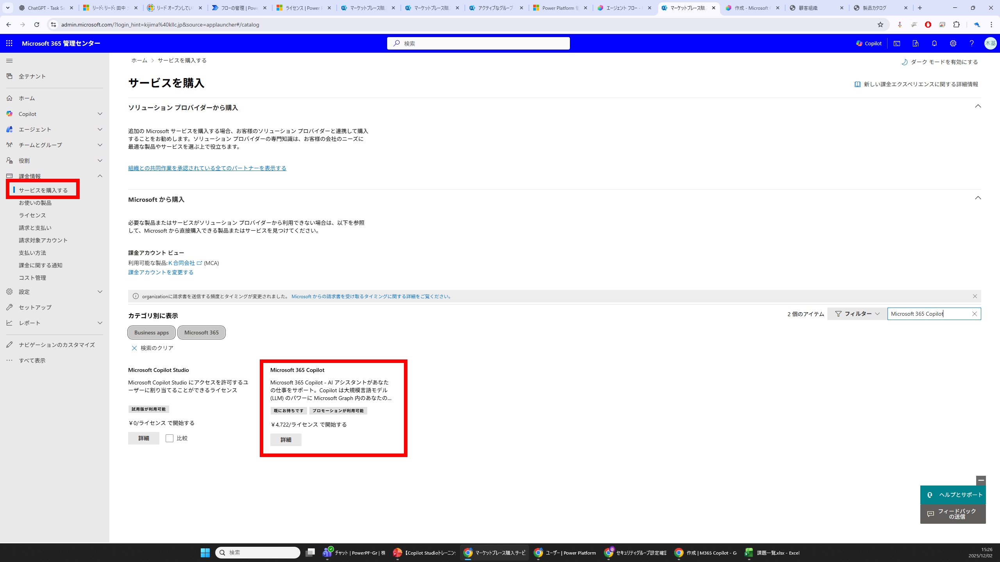 ChatGPT - Task Sa
リード: リード: 田中
リード オープンしている
フローの管理 | Pow
ライセンス | Power P
マーケットプレース購
マーケットプレース購
アクティブなグループ
Power Platform 管
エージェント フロー -
マーケットプレース購
作成 - Microsoft
顧客組織
製品カタログ
admin.microsoft.com/?login_hint=kijima%40kllc.jp&source=applauncher#/catalog
Microsoft 365 管理センター
検索
Copilot
木基
ホーム
サービスを購入する
ダーク モードを有効にする
全テナント
サービスを購入
新しい課金エクスペリエンスに関する詳細情報
ホーム
Copilot
エージェント
チームとグループ
役割
課金情報
サービスを購入する
お使いの製品
ライセンス
請求と支払い
請求対象アカウント
支払い方法
課金に関する通知
コスト管理
設定
セットアップ
レポート
ナビゲーションのカスタマイズ
すべて表示
ソリューション プロバイダーから購入
追加の Microsoft サービスを購入する場合、お客様のソリューション プロバイダーと連携して購入
することをお勧めします。ソリューション プロバイダーの専門知識は、お客様の会社のニーズに
最適な製品やサービスを選ぶ上で役立ちます。
組織との共同作業を承認されている全てのパートナーを表示する
Microsoft から購入
必要な製品またはサービスがソリューション プロバイダーから利用できない場合は、以下を参照
して、Microsoft から直接購入できる製品またはサービスを見つけてください。
課金アカウント ビュー
利用可能な製品:K合同会社 (MCA)
課金アカウントを変更する
organizationに請求書を送信する頻度とタイミングが変更されました。 Microsoft からの請求書を受け取るタイミングに関する詳細をご覧ください。
カテゴリ別に表示
2 個のアイテム
フィルター
Microsoft 365 Copilot
Business apps
Microsoft 365
検索のクリア
Microsoft Copilot Studio
Microsoft Copilot Studio にアクセスを許可するユ
ーザーに割り当てることができるライセンス
試用版が利用可能
￥0/ライセンス で開始する
詳細
比較
Microsoft 365 Copilot
Microsoft 365 Copilot - AI アシスタントがあなた
の仕事をサポート。Copilot は大規模言語モデル
(LLM) のパワーに Microsoft Graph 内のあなたの...
既にお持ちです
プロモーションが利用可能
￥4,722/ライセンス で開始する
詳細
ヘルプとサポート
フィードバック
の送信
検索
チャット | PowerPF-Gr | 株
【Copilot Studioトレーニン
マーケットプレース購入サービ
ユーザー | Power Platform
セキュリティグループ設定確認
作成 | M365 Copilot - G
課題一覧.xlsx - Excel
15:26
2025/12/02